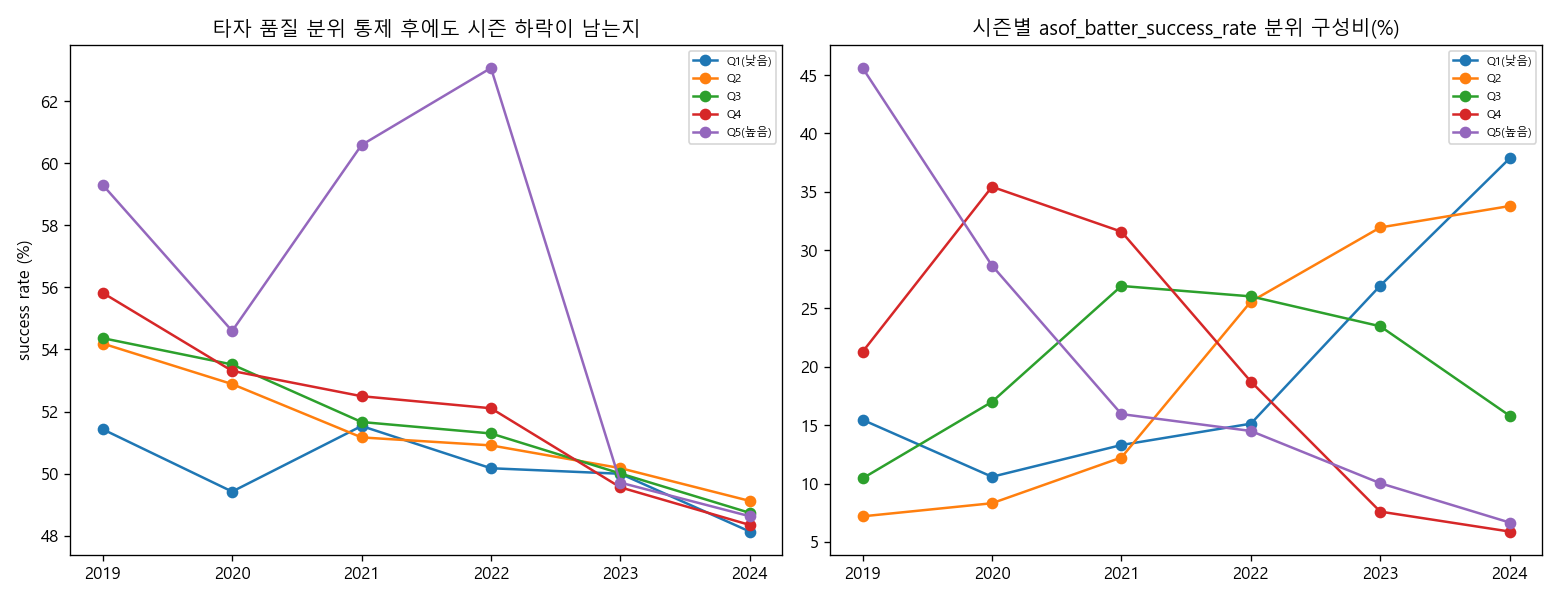 타자 품질 분위 통제 후에도 시즌 하락이 남는지
success rate (%)
62
60
58
56
54
52
50
48
2019
2020
2021
2022
2023
2024
Q1(낮음)
Q2
Q3
Q4
Q5(높음)
시즌별 asof_batter_success_rate 분위 구성비(%)
45
40
35
30
25
20
15
10
5
2019
2020
2021
2022
2023
2024
Q1(낮음)
Q2
Q3
Q4
Q5(높음)